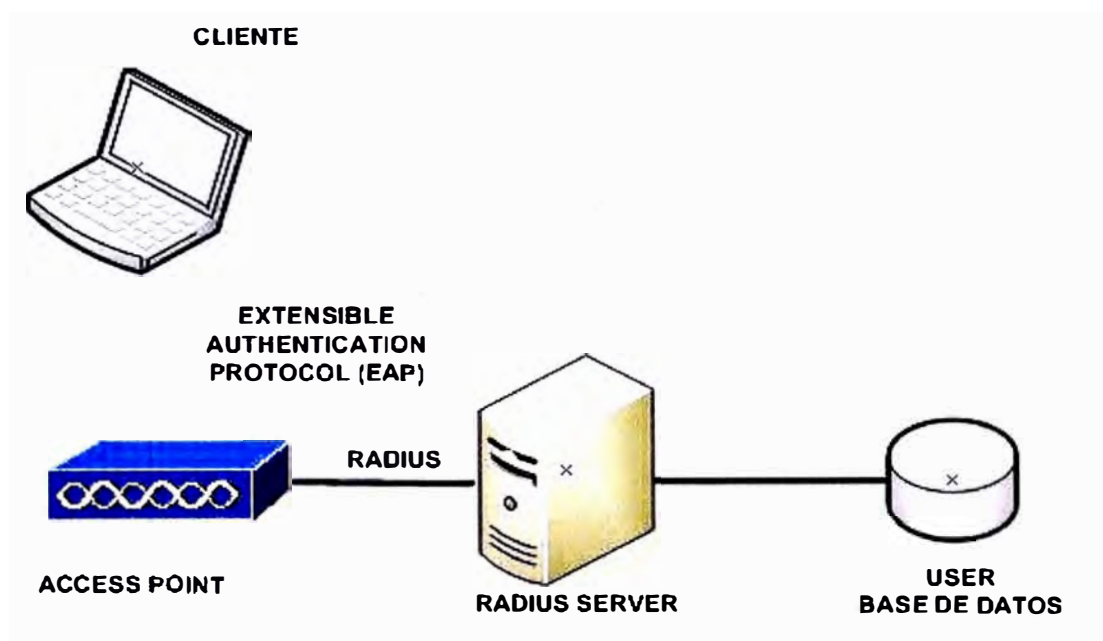 CLIENTE
EXTENSIBLE
AUTHENTICATION
PROTOCOL (EAP)
RADIUS
ACCESS POINT
RADIUS SERVER
USER
BASE DE DATOS